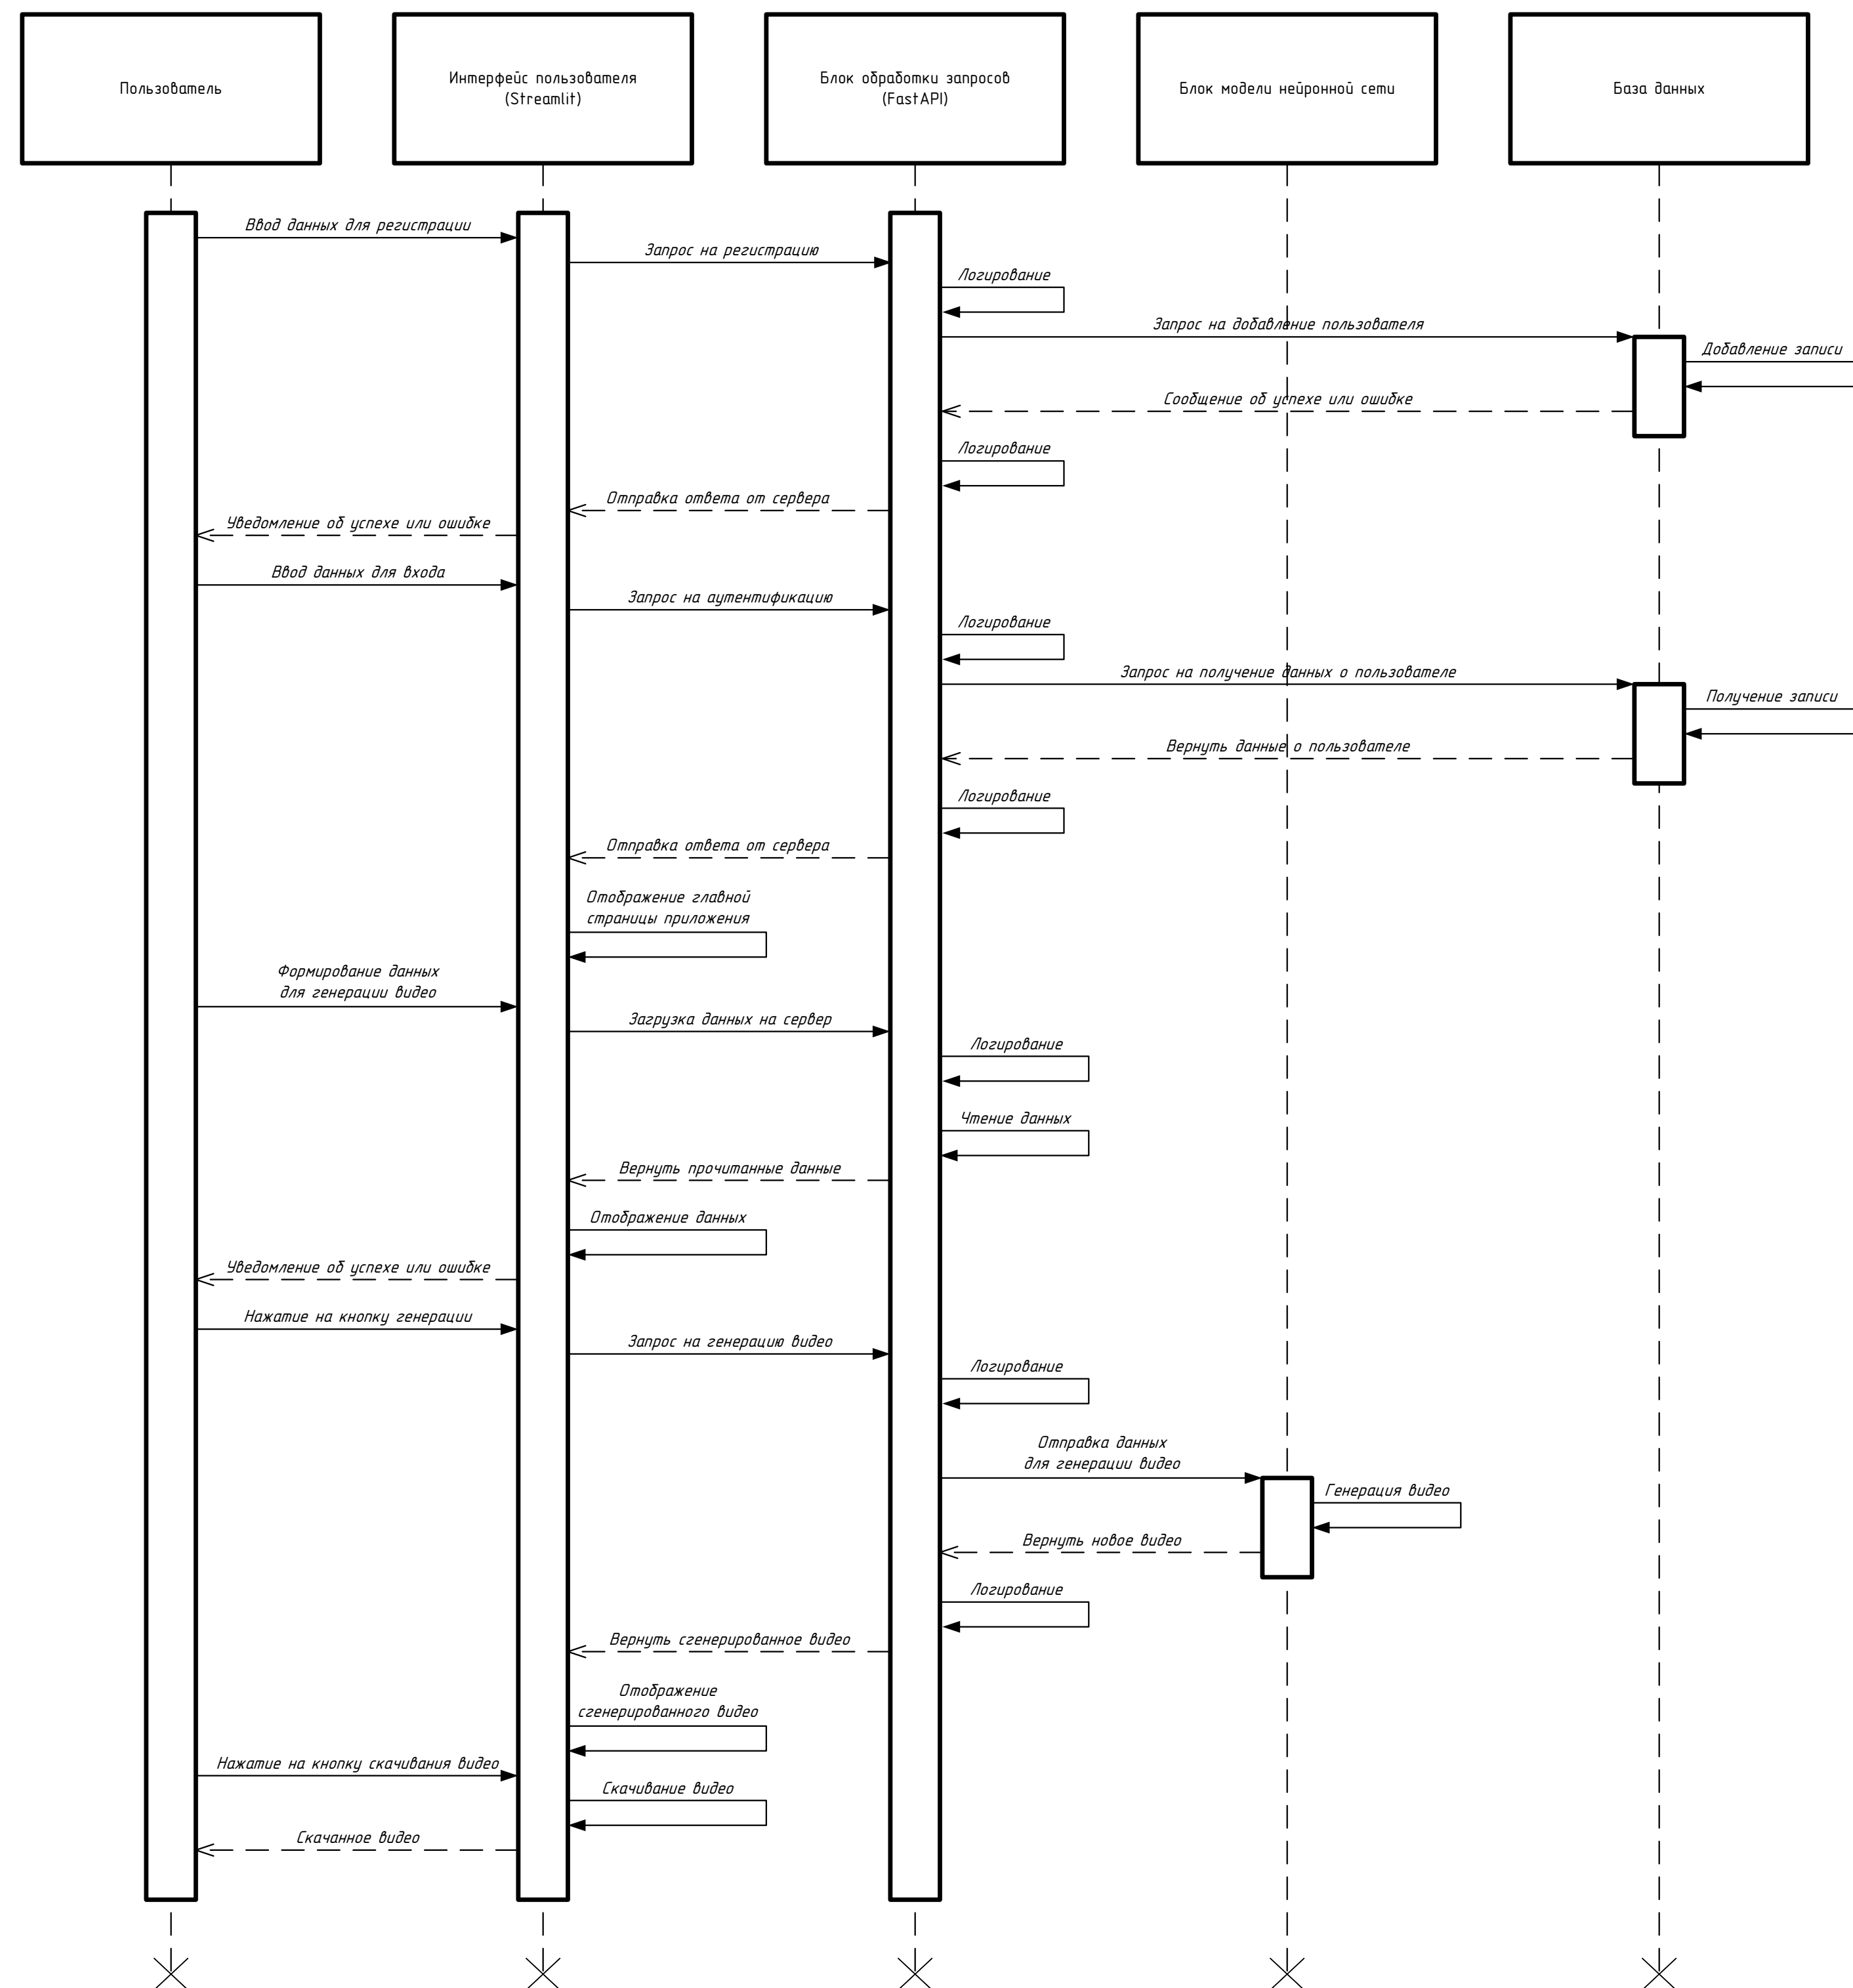 Пользователь
Интерфейс пользователя
(Streamlit)
Блок обработки запросов
(FastAPI)
Блок модели нейронной сети
База данных
Ввод данных для регистрации
Запрос на регистрацию
Логирование
Запрос на добавление пользователя
Добавление записи
Сообщение об успехе или ошибке
Логирование
Отправка ответа от сервера
Уведомление об успехе или ошибке
Ввод данных для входа
Запрос на аутентификацию
Логирование
Запрос на получение данных о пользователе
Получение записи
Вернуть данные о пользователе
Логирование
Отправка ответа от сервера
Отображение главной
страницы приложения
Формирование данных
для генерации видео
Загрузка данных на сервер
Логирование
Чтение данных
Вернуть прочитанные данные
Отображение данных
Уведомление об успехе или ошибке
Нажатие на кнопку генерации
Запрос на генерацию видео
Логирование
Отправка данных
для генерации видео
Генерация видео
Вернуть новое видео
Логирование
Вернуть сгенерированное видео
Отображение
сгенерированного видео
Нажатие на кнопку скачивания видео
Скачивание видео
Скачанное видео